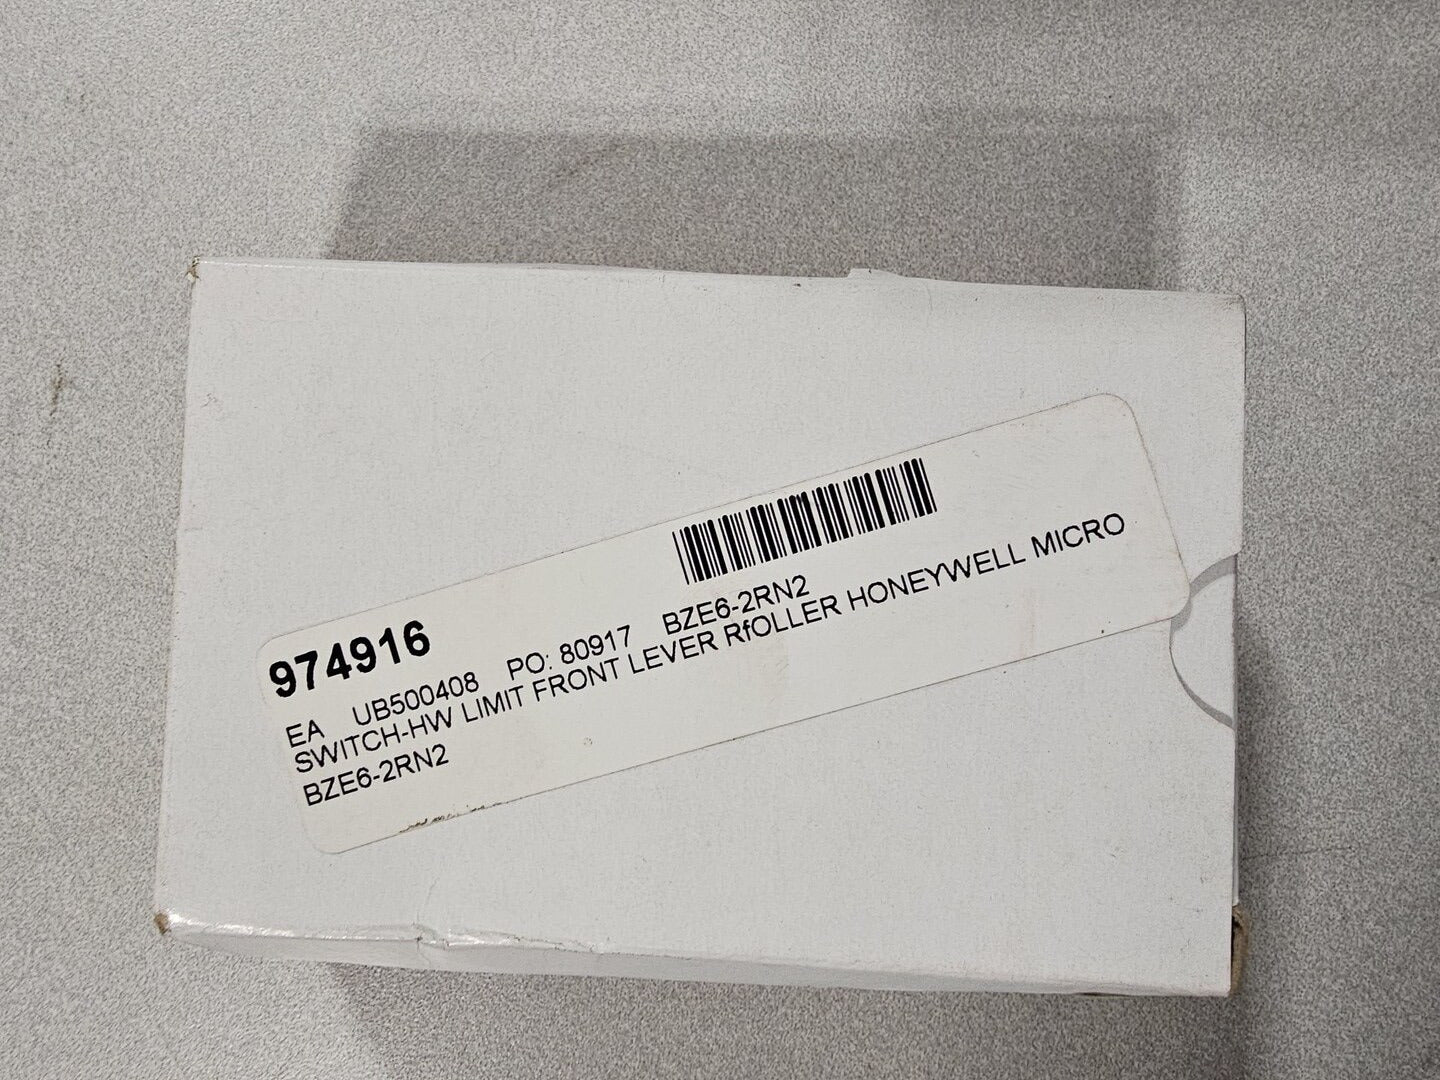 974916
EA UB500408 PO: 80917 BZE6-2RN2
SWITCH-HW LIMIT FRONT LEVER RfOLLER HONEYWELL MICRO
BZE6-2RN2